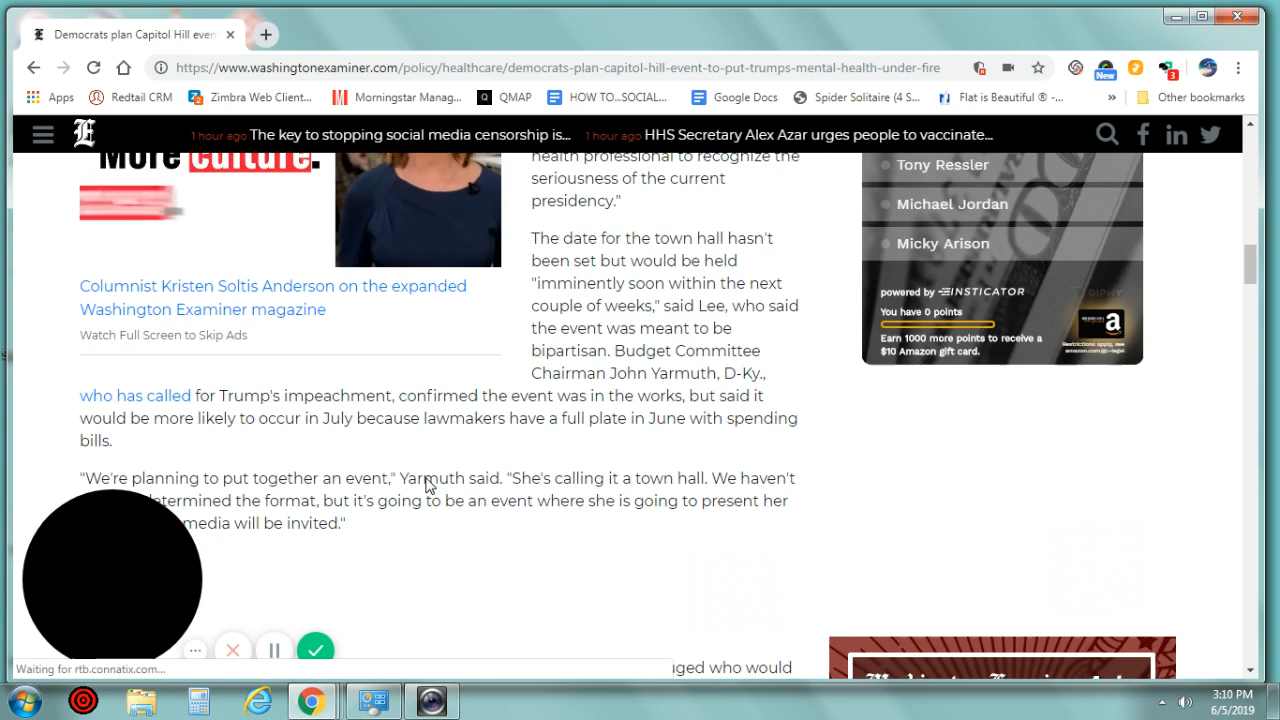 Democrats plan Capitol Hill even
https://www.washingtonexaminer.com/policy/healthcare/democrats-plan-capitol-hill-event-to-put-trumps-mental-health-under-fire
New
3
Apps
Redtail CRM
Zimbra Web Client...
Morningstar Manag...
QMAP
HOW TO...SOCIAL...
Google Docs
Spider Solitaire (4 S...
Flat is Beautiful ® -...
»
Other bookmarks
1 hour ago The key to stopping social media censorship is...
1 hour ago HHS Secretary Alex Azar urges people to vaccinate...
More culture.
health professional to recognize the
seriousness of the current
presidency."
The date for the town hall hasn't
been set but would be held
"imminently soon within the next
couple of weeks," said Lee, who said
the event was meant to be
bipartisan. Budget Committee
Chairman John Yarmuth, D-Ky.,
Columnist Kristen Soltis Anderson on the expanded
Washington Examiner magazine
Watch Full Screen to Skip Ads
who has called for Trump's impeachment, confirmed the event was in the works, but said it
would be more likely to occur in July because lawmakers have a full plate in June with spending
bills.
"We're planning to put together an event," Yarmuth said. "She's calling it a town hall. We haven't
determined the format, but it's going to be an event where she is going to present her
media will be invited."
who would
Tony Ressler
Michael Jordan
Micky Arison
powered by INSTICATOR
GIPHY
You have 0 points
Earn 1000 more points to receive a
$10 Amazon gift card.
Restrictions apply, see
amazon.com/gc-legal
Waiting for rtb.connatix.com...
3:10 PM
6/5/2019